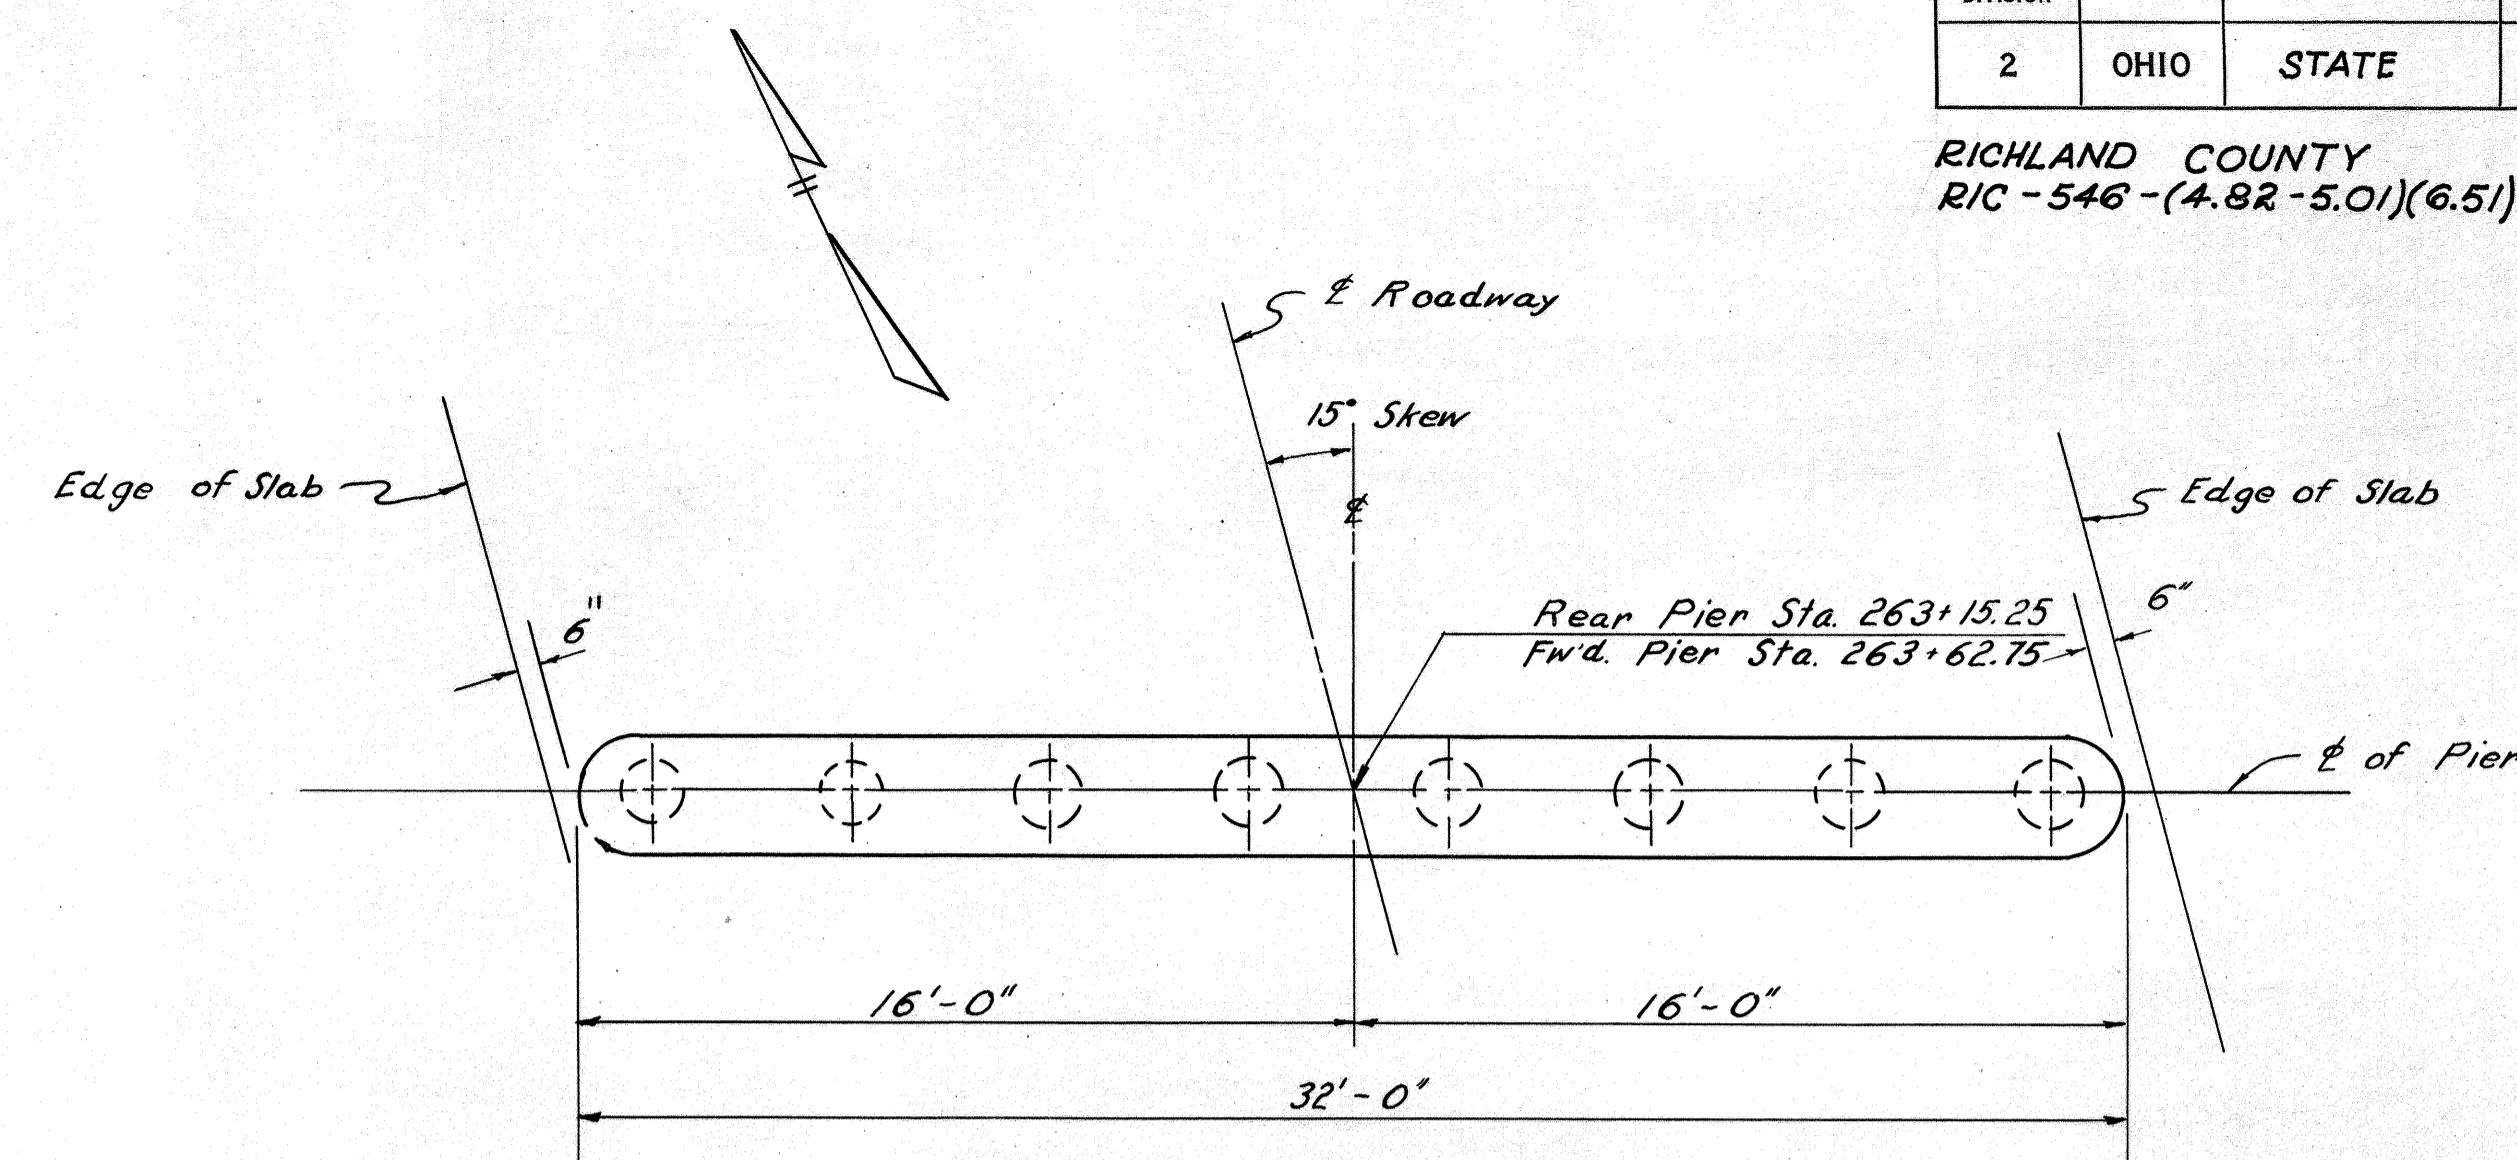 DIVISION
2 OHIO STATE
RICHLAND COUNTY
RIC-546-(4.82-5.01)(6.51)
℄ Roadway
15° Skew
Edge of Slab
℄
Edge of Slab
6"
6"
Rear Pier Sta. 263+15.25
Fw'd. Pier Sta. 263+62.75
℄ of Pier
16'-0"
16'-0"
32'-0"